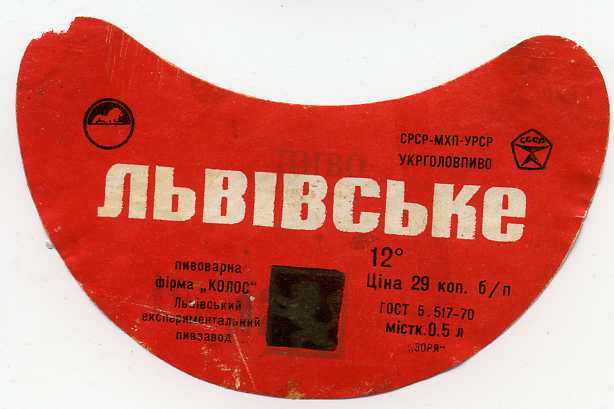 СРСР-МХП-УРСР
УКРГОЛОВПИВО
СССР
ПИВО
Львівське
пивоварна
фірма „КОЛОС"
Львівський
експериментальний
пивзавод
12°
Ціна 29 коп. б/п
ГОСТ 5.517-70
містк. 0.5 л
„ЗОРЯ"